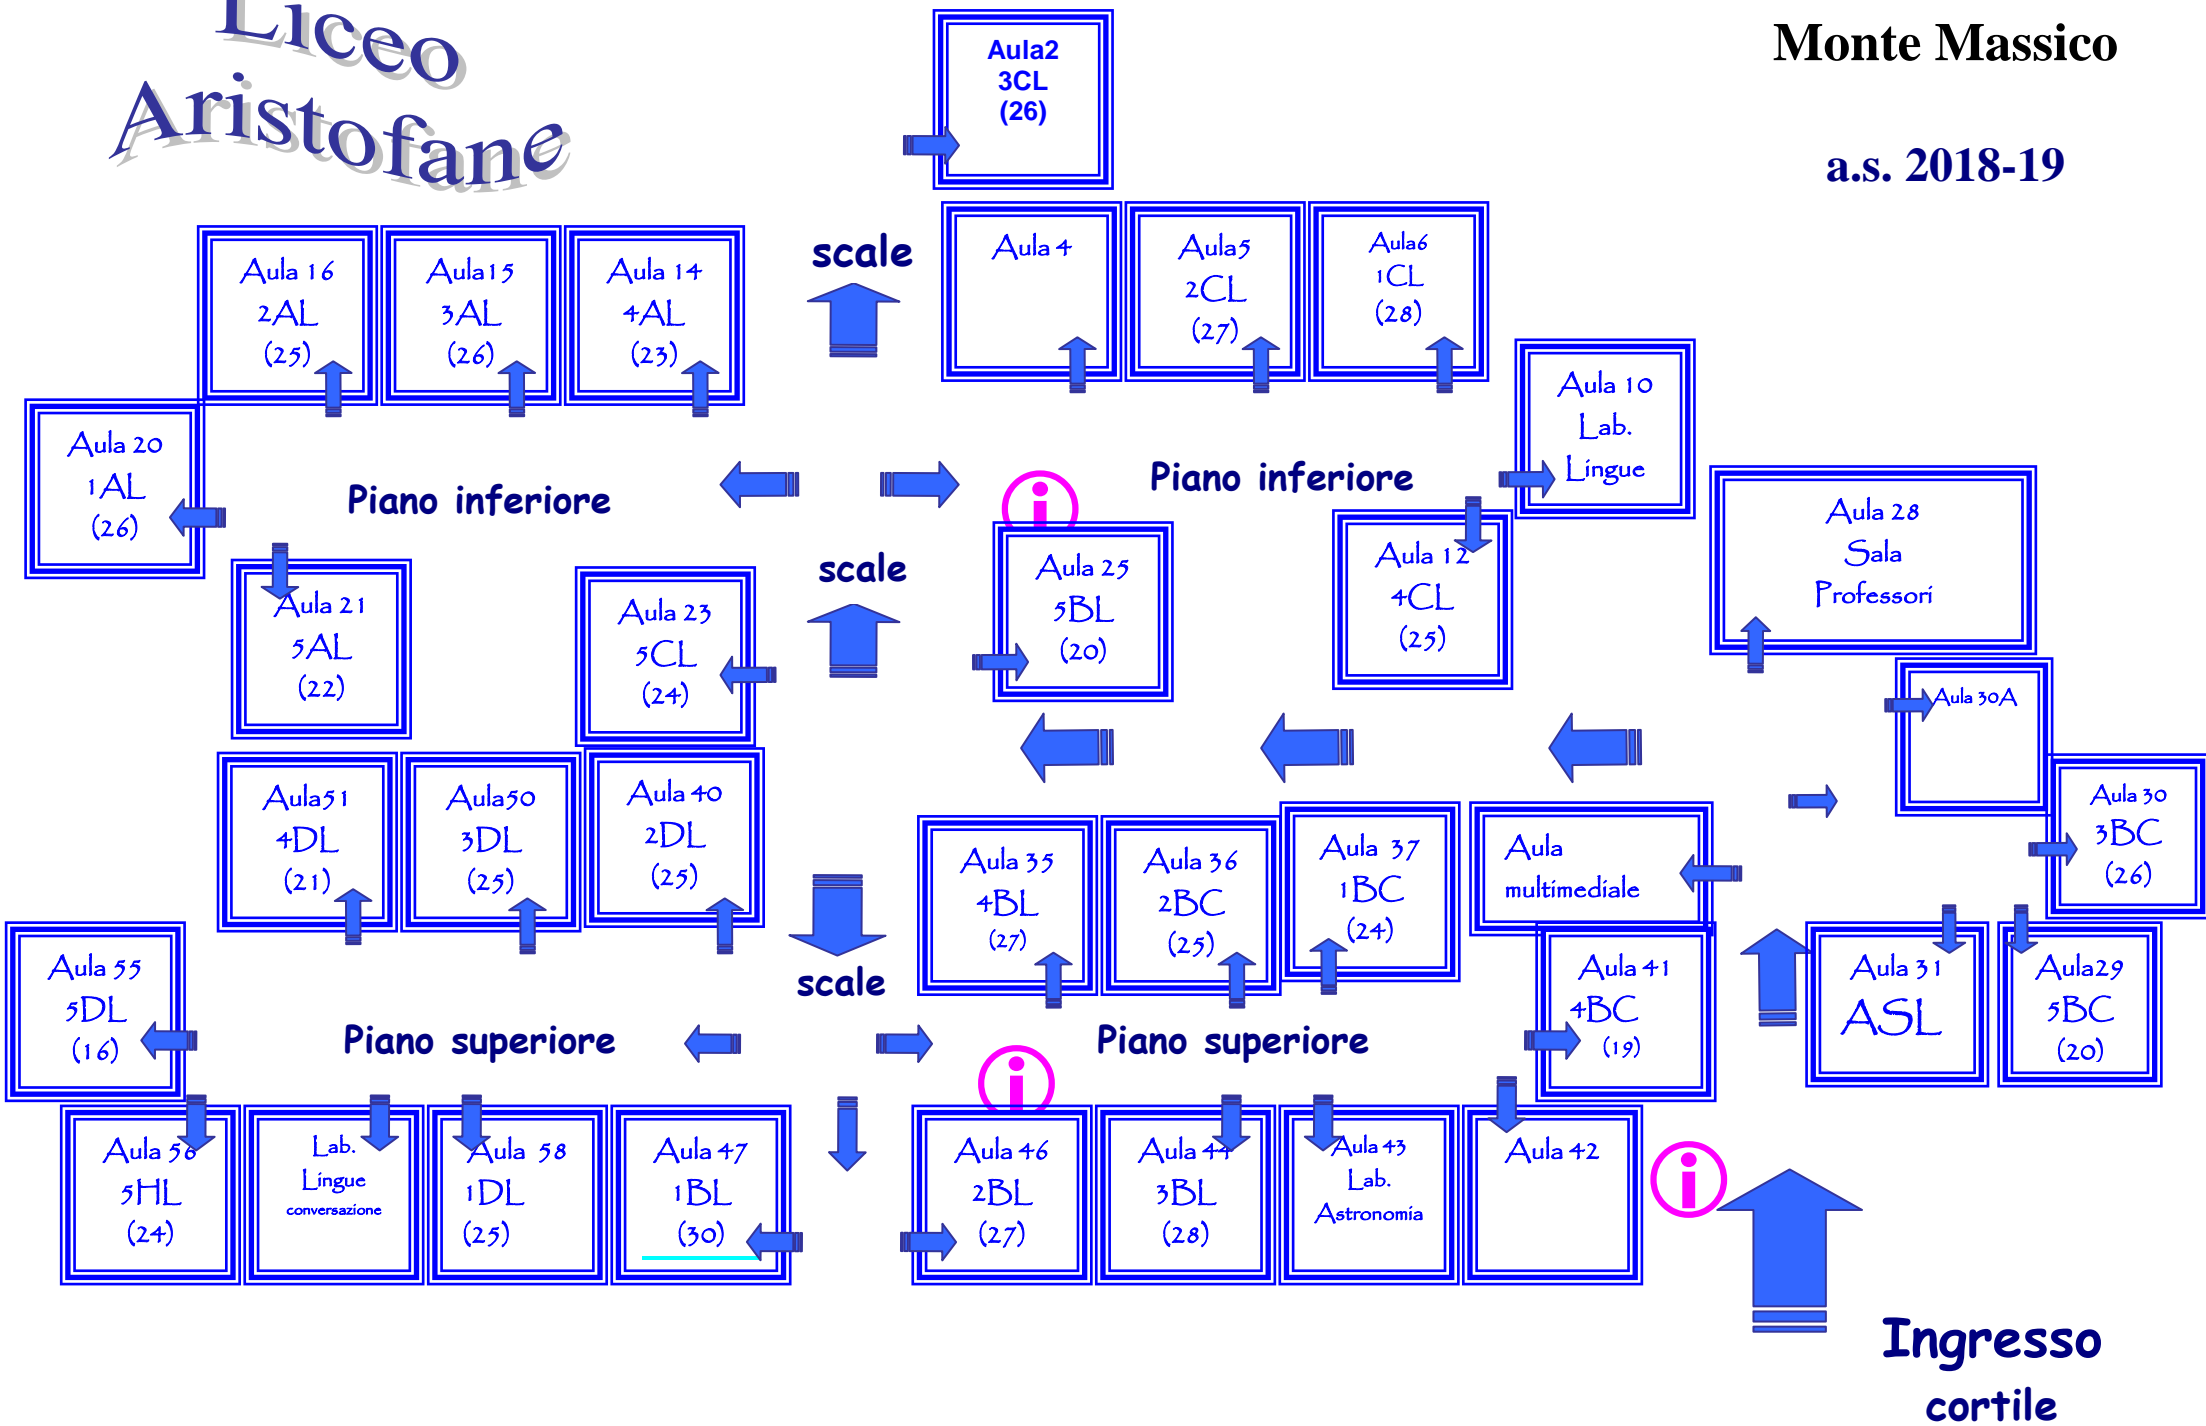 Liceo
Aristofane
Monte Massico
a.s. 2018-19
Aula2
3CL
(26)
scale
Aula 4
Aula5
2CL
(27)
Aula6
1CL
(28)
Aula 16
2AL
(25)
Aula15
3AL
(26)
Aula 14
4AL
(23)
Aula 10
Lab.
Lingue
Aula 20
1AL
(26)
Piano inferiore
Piano inferiore
Aula 28
Sala
Professori
scale
Aula 25
5BL
(20)
Aula 12
4CL
(25)
Aula 21
5AL
(22)
Aula 23
5CL
(24)
Aula 30A
Aula51
4DL
(21)
Aula50
3DL
(25)
Aula 40
2DL
(25)
Aula 35
4BL
(27)
Aula 36
2BC
(25)
Aula 37
1BC
(24)
Aula
multimediale
Aula 30
3BC
(26)
Aula 55
5DL
(16)
scale
Aula 41
4BC
(19)
Aula 31
ASL
Aula29
5BC
(20)
Piano superiore
Piano superiore
Aula 56
5HL
(24)
Lab.
Lingue
conversazione
Aula 58
1DL
(25)
Aula 47
1BL
(30)
Aula 46
2BL
(27)
Aula 44
3BL
(28)
Aula 43
Lab.
Astronomia
Aula 42
Ingresso
cortile